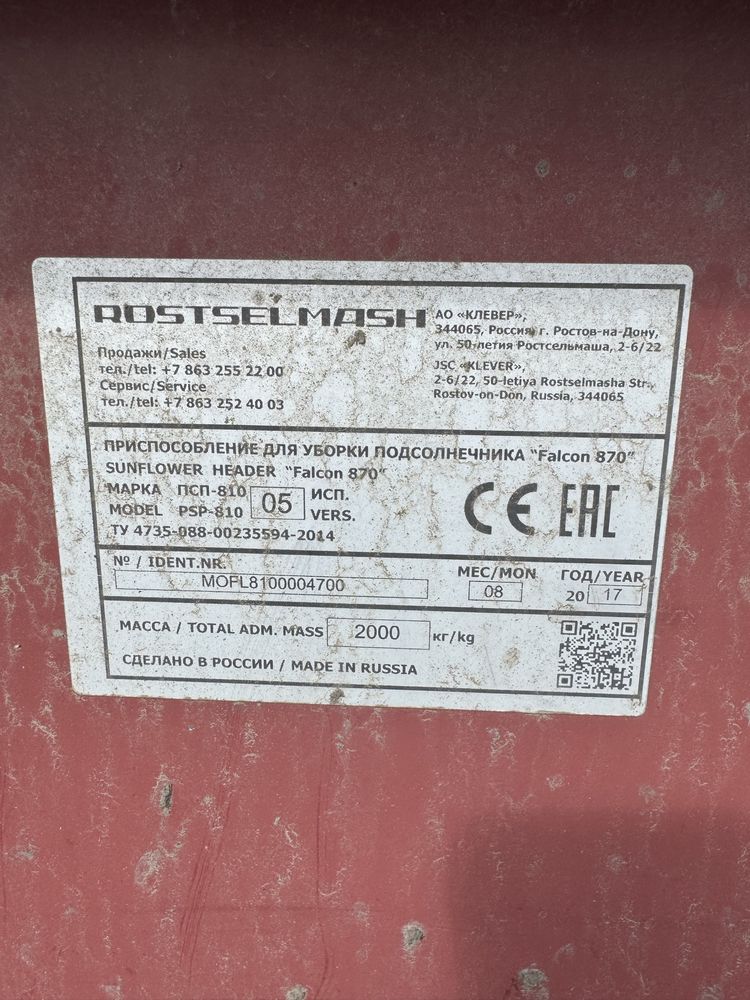 ROSTSELMASH
Продажи/Sales
тел./tel: +7 863 255 22 00
Сервис/Service
тел./tel: +7 863 252 40 03
АО «КЛЕВЕР»,
344065, Россия, г. Ростов-на-Дону,
ул. 50-летия Ростсельмаша, 2-6/22
JSC «KLEVER»,
2-6/22, 50-letiya Rostselmasha Str.,
Rostov-on-Don, Russia, 344065
ПРИСПОСОБЛЕНИЕ ДЛЯ УБОРКИ ПОДСОЛНЕЧНИКА "Falcon 870"
SUNFLOWER HEADER "Falcon 870"
МАРКА ПСП-810 05 ИСП.
MODEL PSP-810 VERS.
ТУ 4735-088-00235594-2014
CE EAC
№ / IDENT.NR.
MOFL8100004700
МЕС/MON
08
ГОД/YEAR
20 17
МАССА / TOTAL ADM. MASS 2000 кг/kg
СДЕЛАНО В РОССИИ / MADE IN RUSSIA